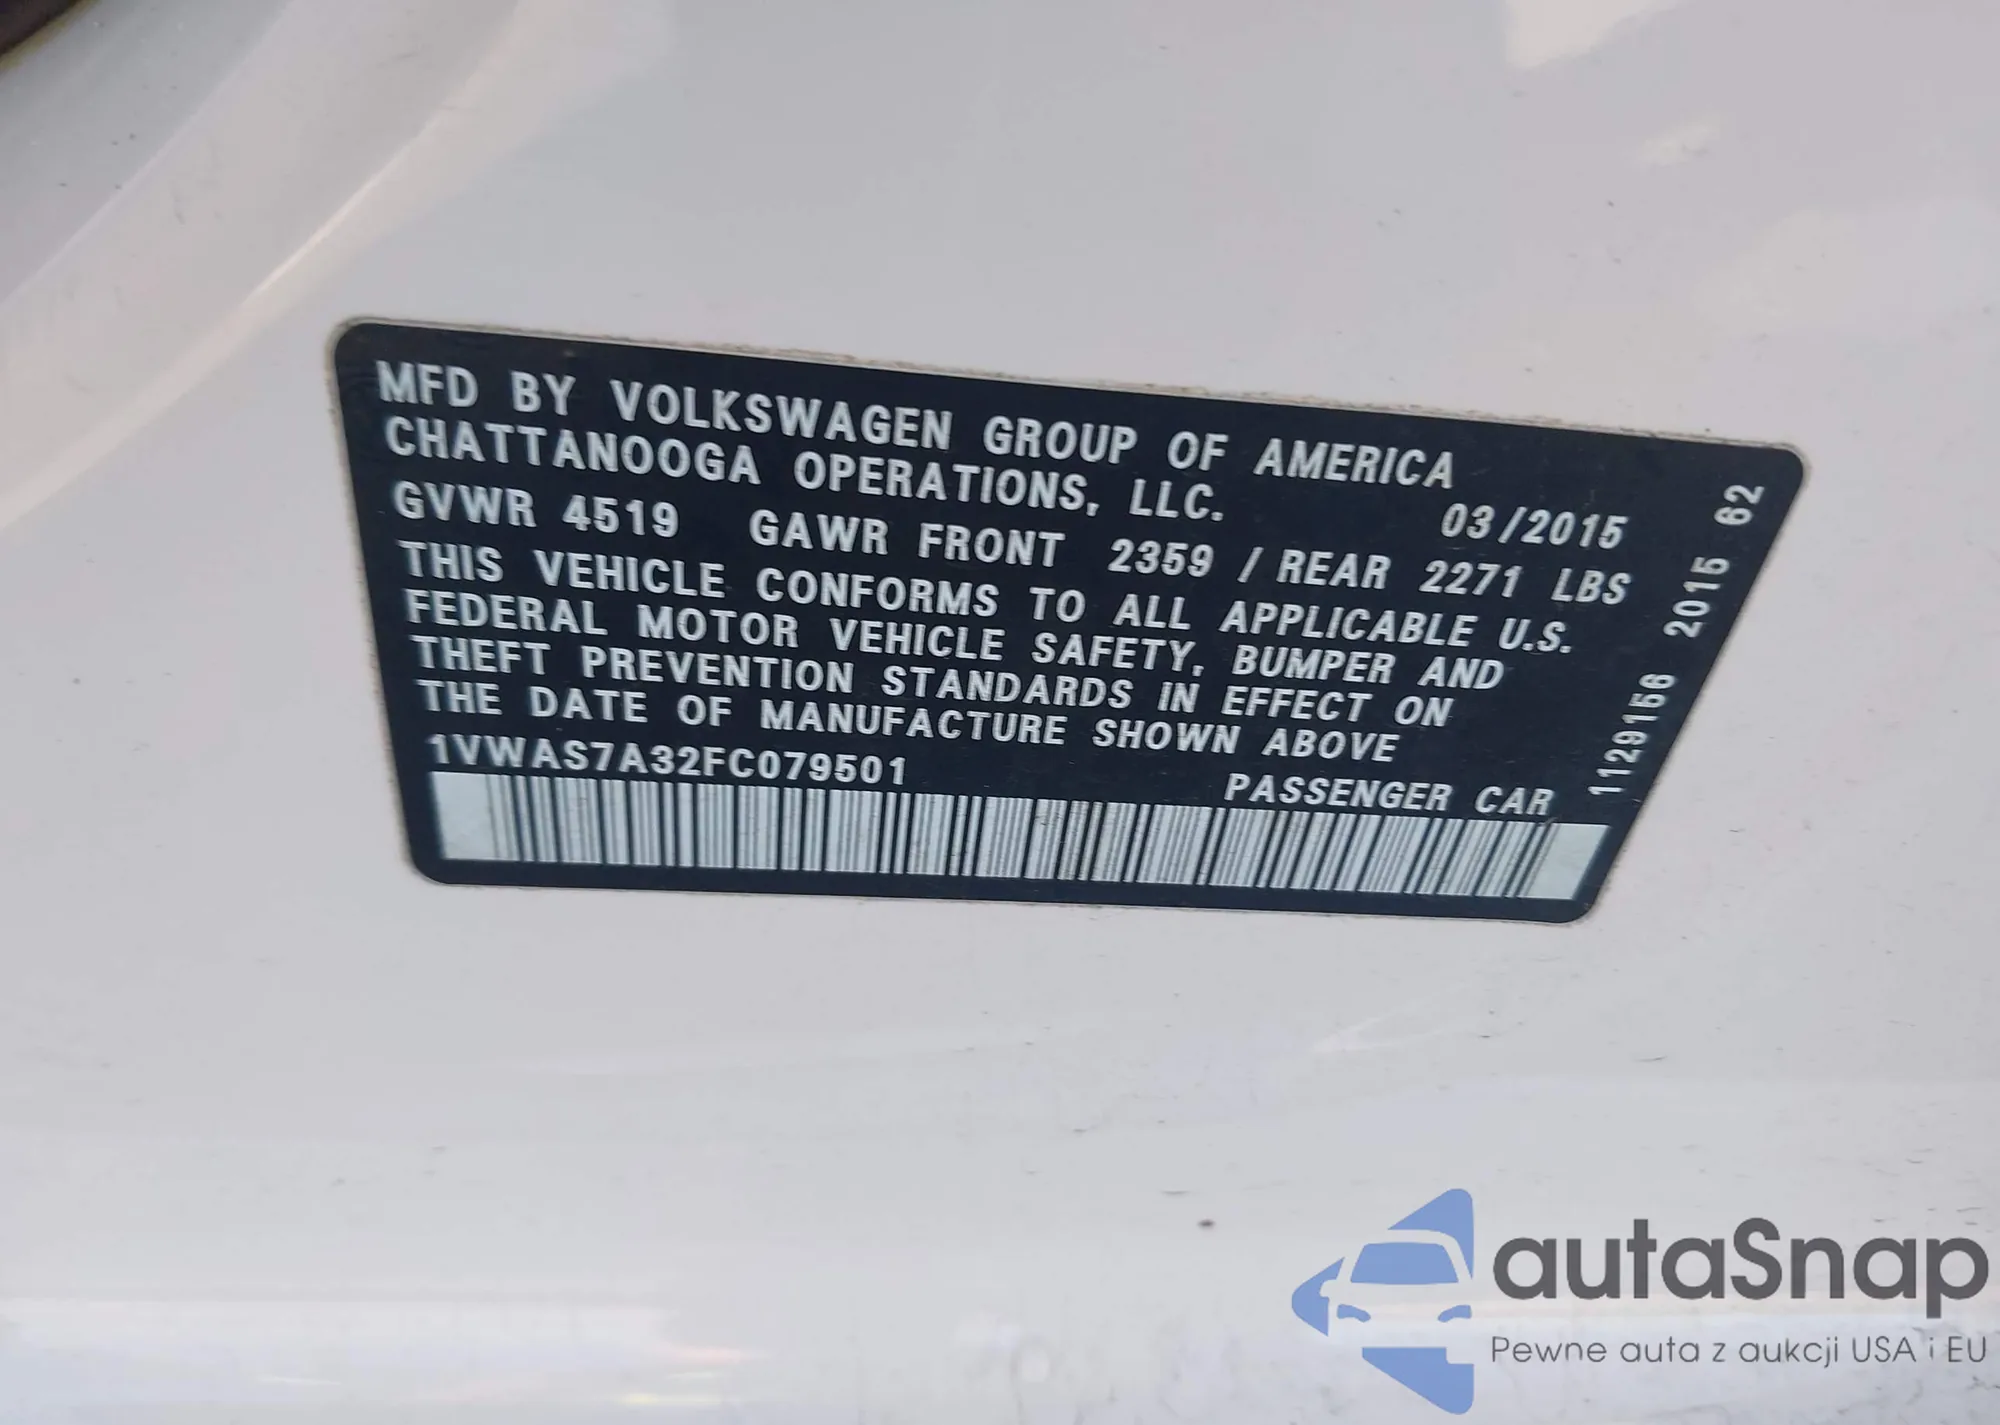 MFD BY VOLKSWAGEN GROUP OF AMERICA
CHATTANOOGA OPERATIONS, LLC. 03/2015
GVWR 4519 GAWR FRONT 2359 / REAR 2271 LBS
THIS VEHICLE CONFORMS TO ALL APPLICABLE U.S.
FEDERAL MOTOR VEHICLE SAFETY, BUMPER AND
THEFT PREVENTION STANDARDS IN EFFECT ON
THE DATE OF MANUFACTURE SHOWN ABOVE
1VWAS7A32FC079501 PASSENGER CAR
1129156 2015 62
autaSnap
Pewne auta z aukcji USA i EU